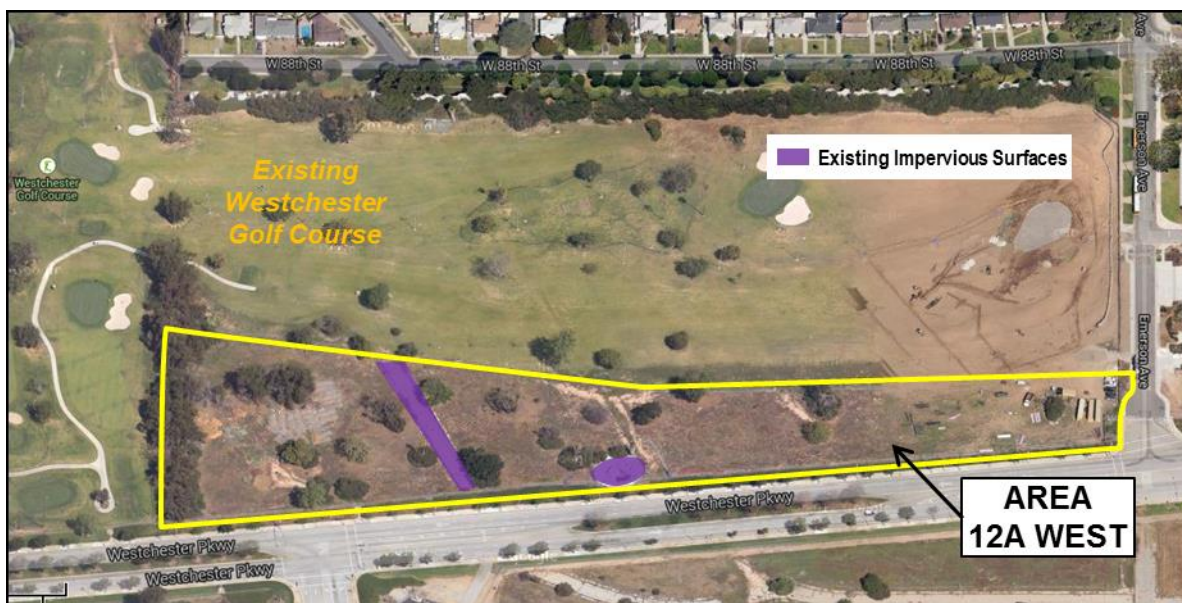 W 88th St
W 88th St
W 88th St
W 88th St
Ave
Emerson Ave
Existing Impervious Surfaces
Existing
Westchester
Golf Course
Westchester
Golf Course
Emerson Ave
AREA
12A WEST
Westchester Pkwy
Westchester Pkwy
Westchester Pkwy